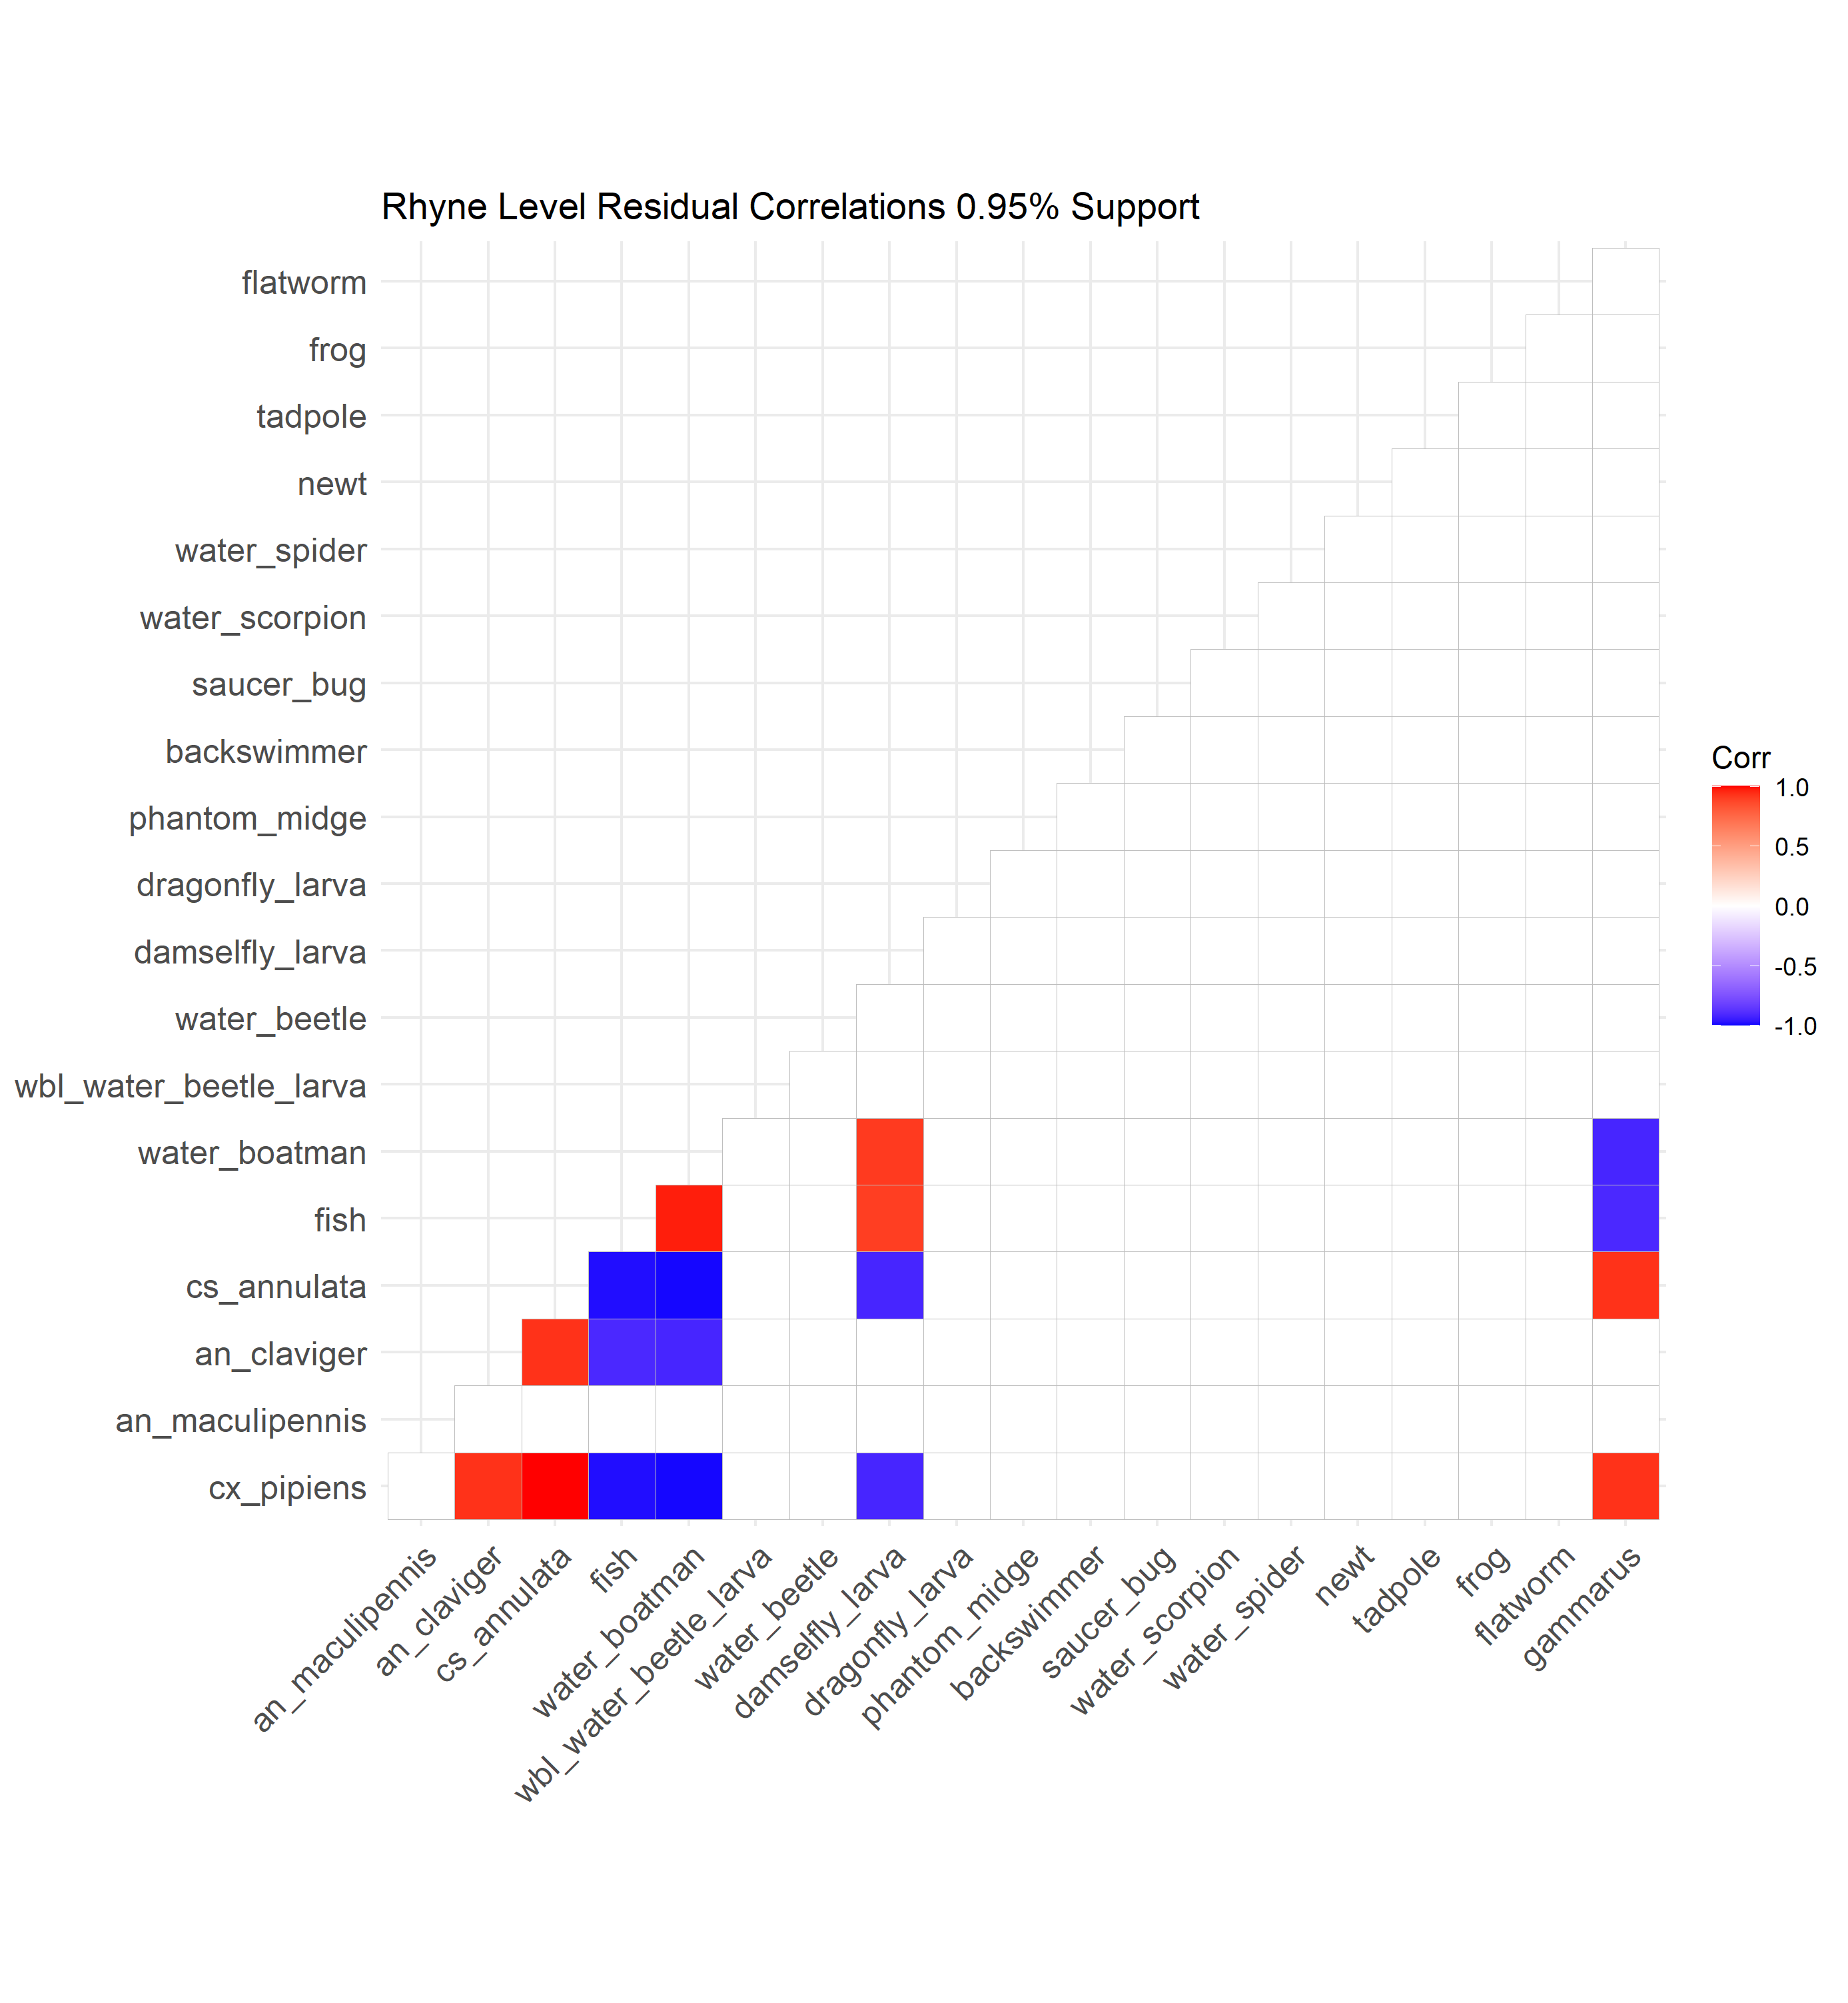 Rhyne Level Residual Correlations 0.95% Support
flatworm
frog
tadpole
newt
water_spider
water_scorpion
saucer_bug
backswimmer
phantom_midge
dragonfly_larva
damselfly_larva
water_beetle
wbl_water_beetle_larva
water_boatman
fish
cs_annulata
an_claviger
an_maculipennis
cx_pipiens
an_maculipennis
an_claviger
cs_annulata
fish
water_boatman
wbl_water_beetle_larva
water_beetle
damselfly_larva
dragonfly_larva
phantom_midge
backswimmer
saucer_bug
water_scorpion
water_spider
newt
tadpole
frog
flatworm
gammarus
Corr
1.0
0.5
0.0
-0.5
-1.0